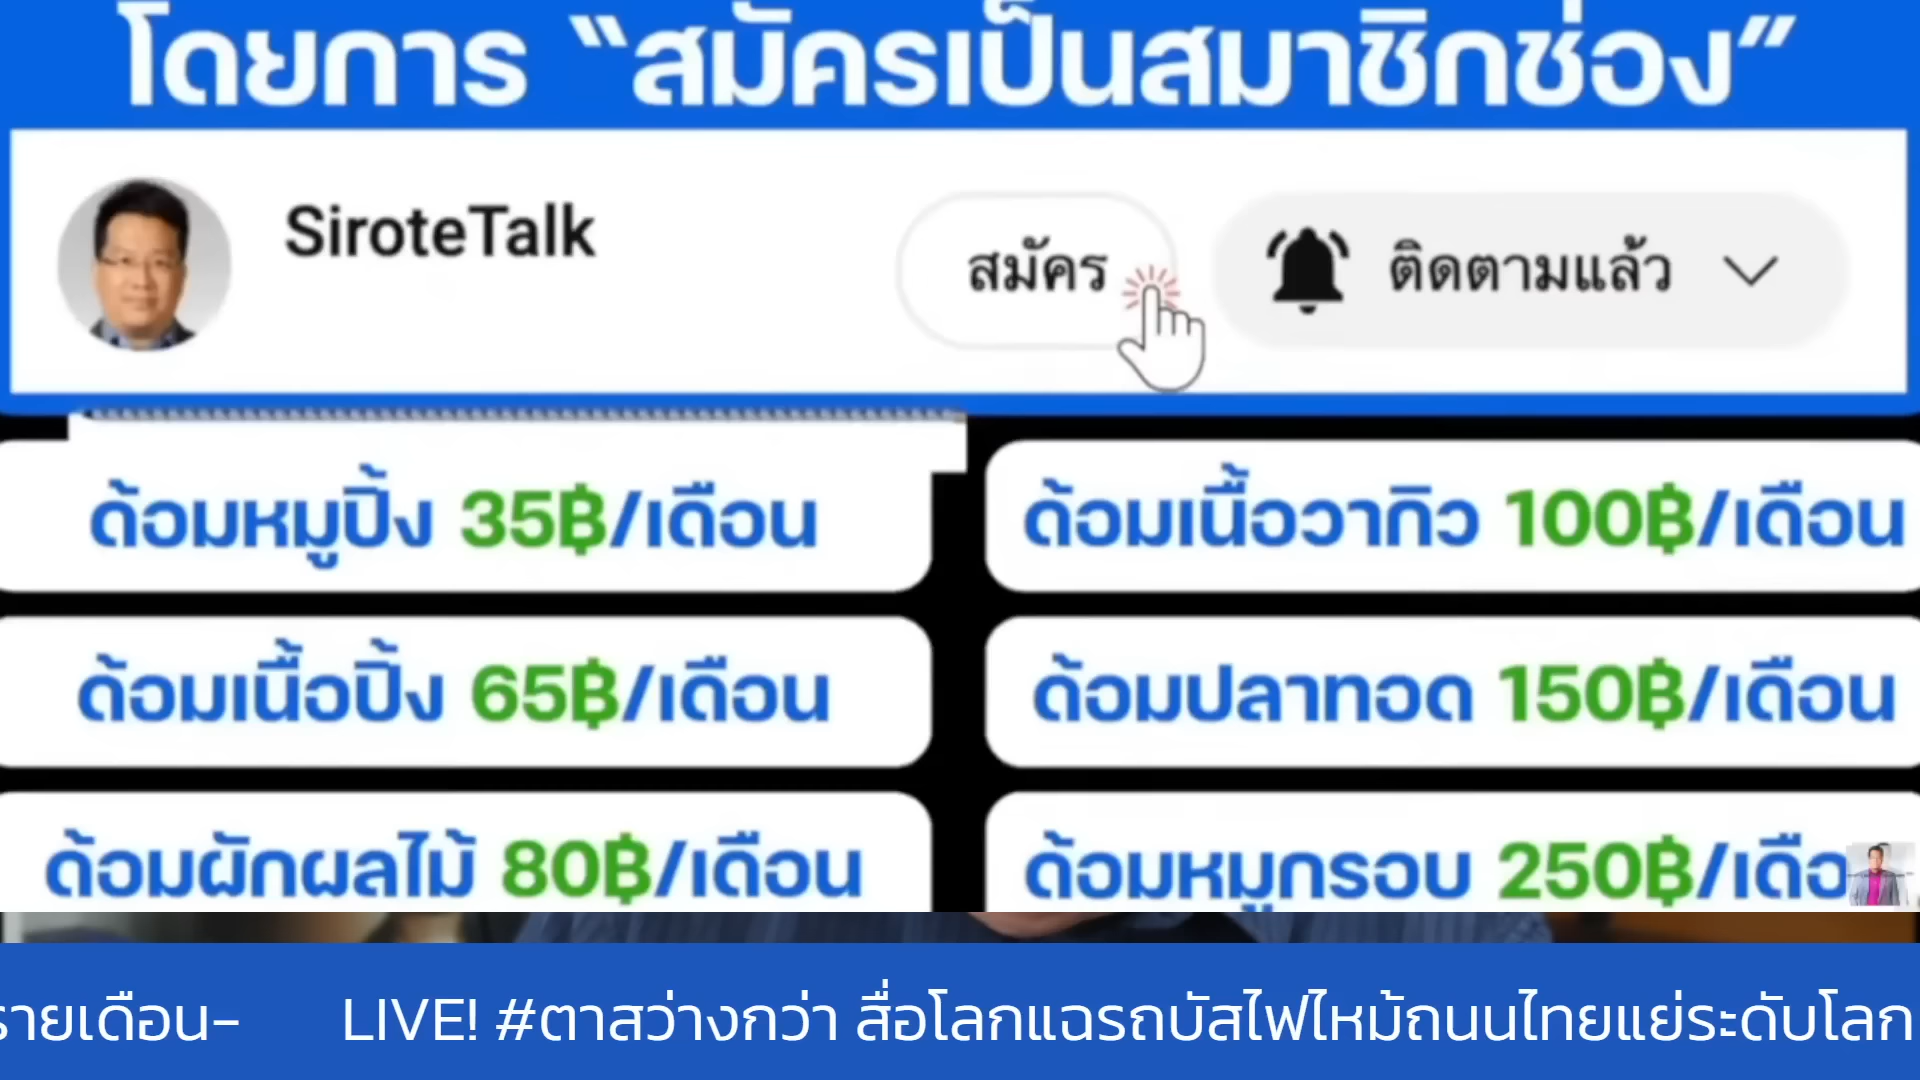 โดยการ “สมัครเป็นสมาชิกช่อง”
SiroteTalk
สมัคร
ติดตามแล้ว
ด้อมหมูปิ้ง 35฿/เดือน
ด้อมเนื้อวากิว 100฿/เดือน
ด้อมเนื้อปิ้ง 65฿/เดือน
ด้อมปลาทอด 150฿/เดือน
ด้อมผักผลไม้ 80฿/เดือน
ด้อมหมูกรอบ 250฿/เดือ
รายเดือน-
LIVE! #ตาสว่างกว่า สื่อโลกแฉรถบัสไฟไหม้ถนนไทยแย่ระดับโลก